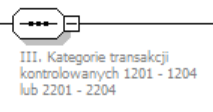 III. Kategorie transakcji
kontrolowanych 1201 - 1204
lub 2201 - 2204